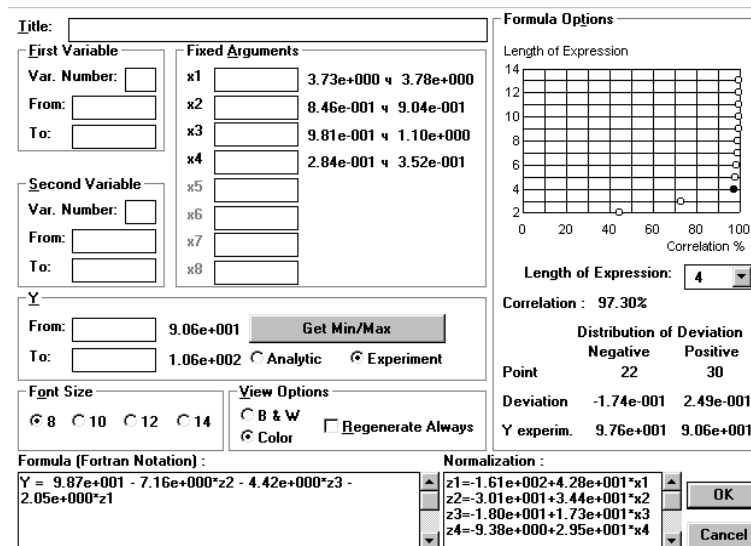 Title:
First Variable
Var. Number:
From:
To:
Second Variable
Var. Number:
From:
To:
Fixed Arguments
x1 3.73e+000 ч 3.78e+000
x2 8.46e-001 ч 9.04e-001
x3 9.81e-001 ч 1.10e+000
x4 2.84e-001 ч 3.52e-001
x5
x6
x7
x8
Y
From: 9.06e+001 Get Min/Max
To: 1.06e+002 Analytic Experiment
Font Size
8 10 12 14
View Options
B & W
Color
Regenerate Always
Formula Options
Length of Expression
14
12
10
8
6
4
2
0 20 40 60 80 100
Correlation %
Length of Expression: 4
Correlation : 97.30%
Distribution of Deviation
Negative Positive
Point 22 30
Deviation -1.74e-001 2.49e-001
Y experim. 9.76e+001 9.06e+001
Formula (Fortran Notation) :
Y = 9.87e+001 - 7.16e+000*z2 - 4.42e+000*z3 -
2.05e+000*z1
Normalization :
z1=-1.61e+002+4.28e+001*x1
z2=-3.01e+001+3.44e+001*x2
z3=-1.80e+001+1.73e+001*x3
z4=-9.38e+000+2.95e+001*x4
OK
Cancel